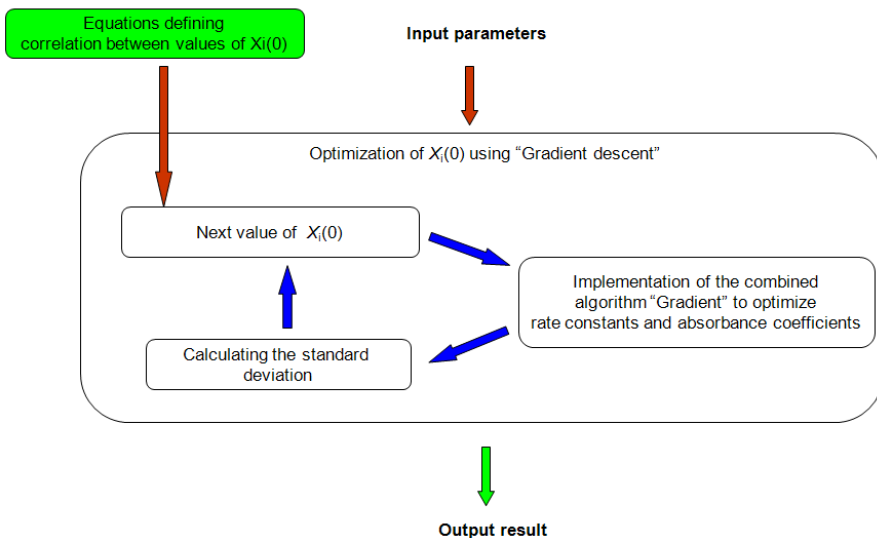 Equations defining
correlation between values of Xi(0)
Input parameters
Optimization of Xi(0) using “Gradient descent”
Next value of Xi(0)
Implementation of the combined
algorithm “Gradient” to optimize
rate constants and absorbance coefficients
Calculating the standard
deviation
Output result